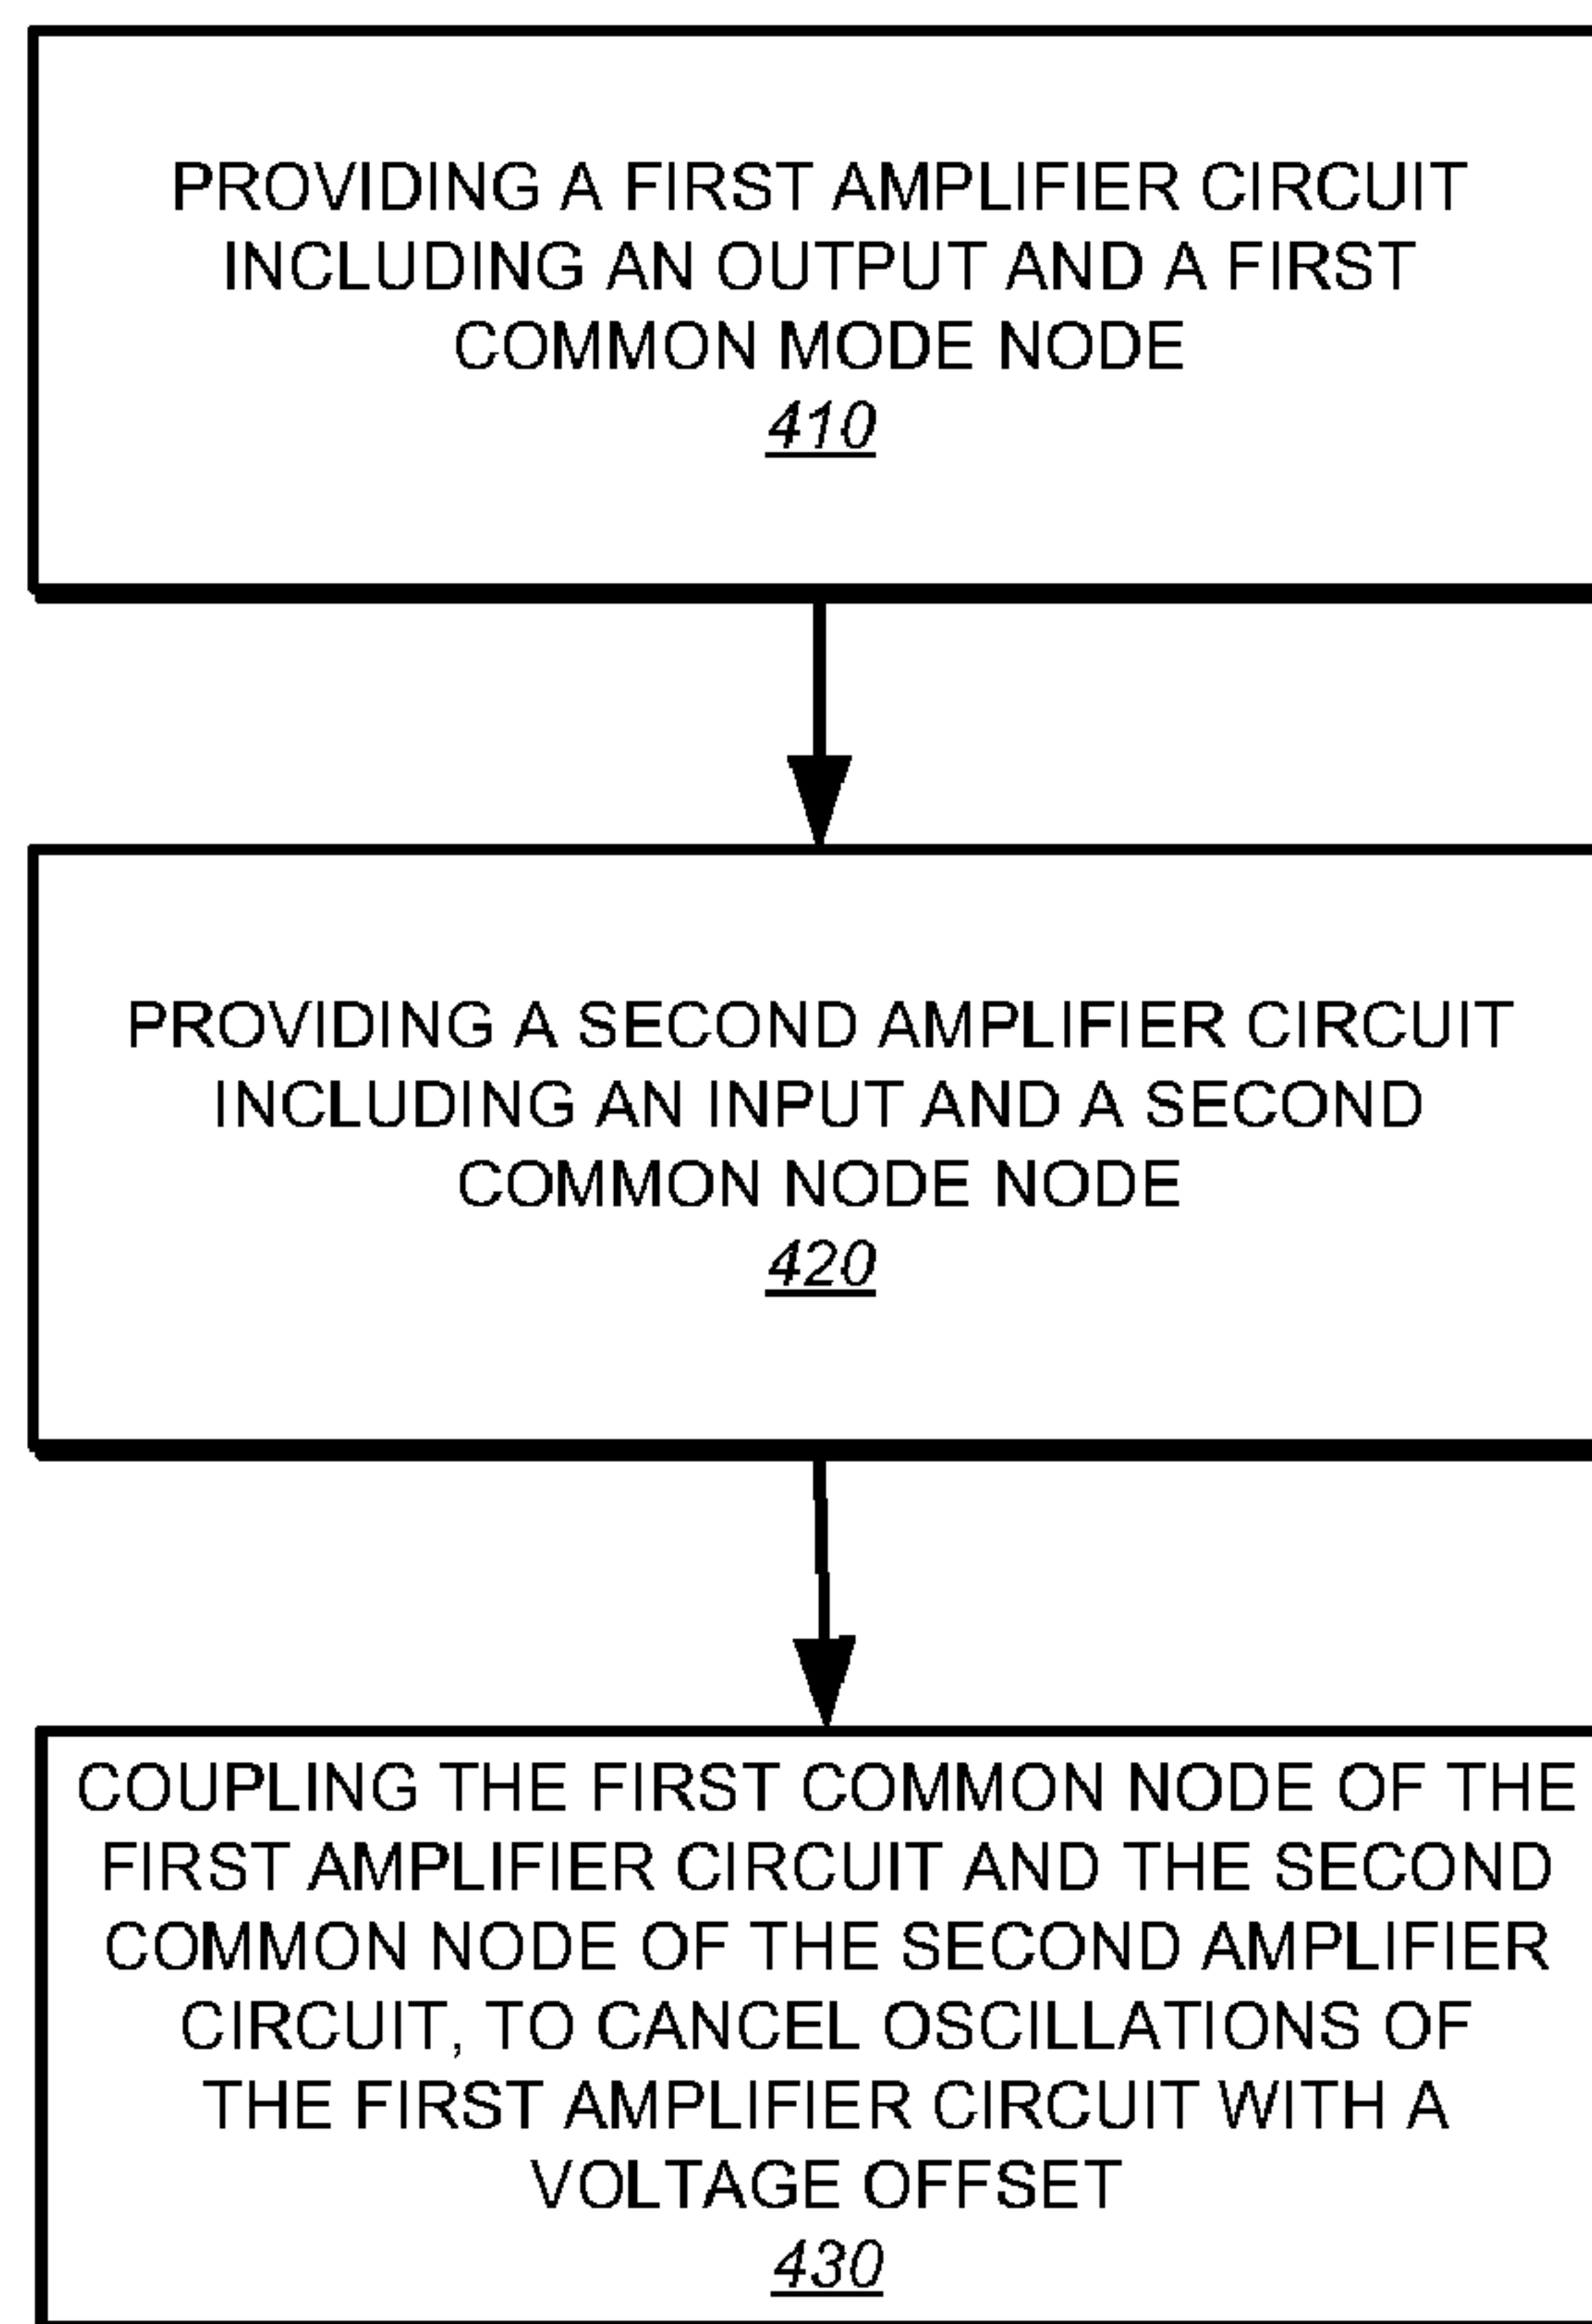 PROVIDING A FIRST AMPLIFIER CIRCUIT
INCLUDING AN OUTPUT AND A FIRST
COMMON MODE NODE
410
PROVIDING A SECOND AMPLIFIER CIRCUIT
INCLUDING AN INPUT AND A SECOND
COMMON NODE NODE
420
COUPLING THE FIRST COMMON NODE OF THE
FIRST AMPLIFIER CIRCUIT AND THE SECOND
COMMON NODE OF THE SECOND AMPLIFIER
CIRCUIT, TO CANCEL OSCILLATIONS OF
THE FIRST AMPLIFIER CIRCUIT WITH A
VOLTAGE OFFSET
430